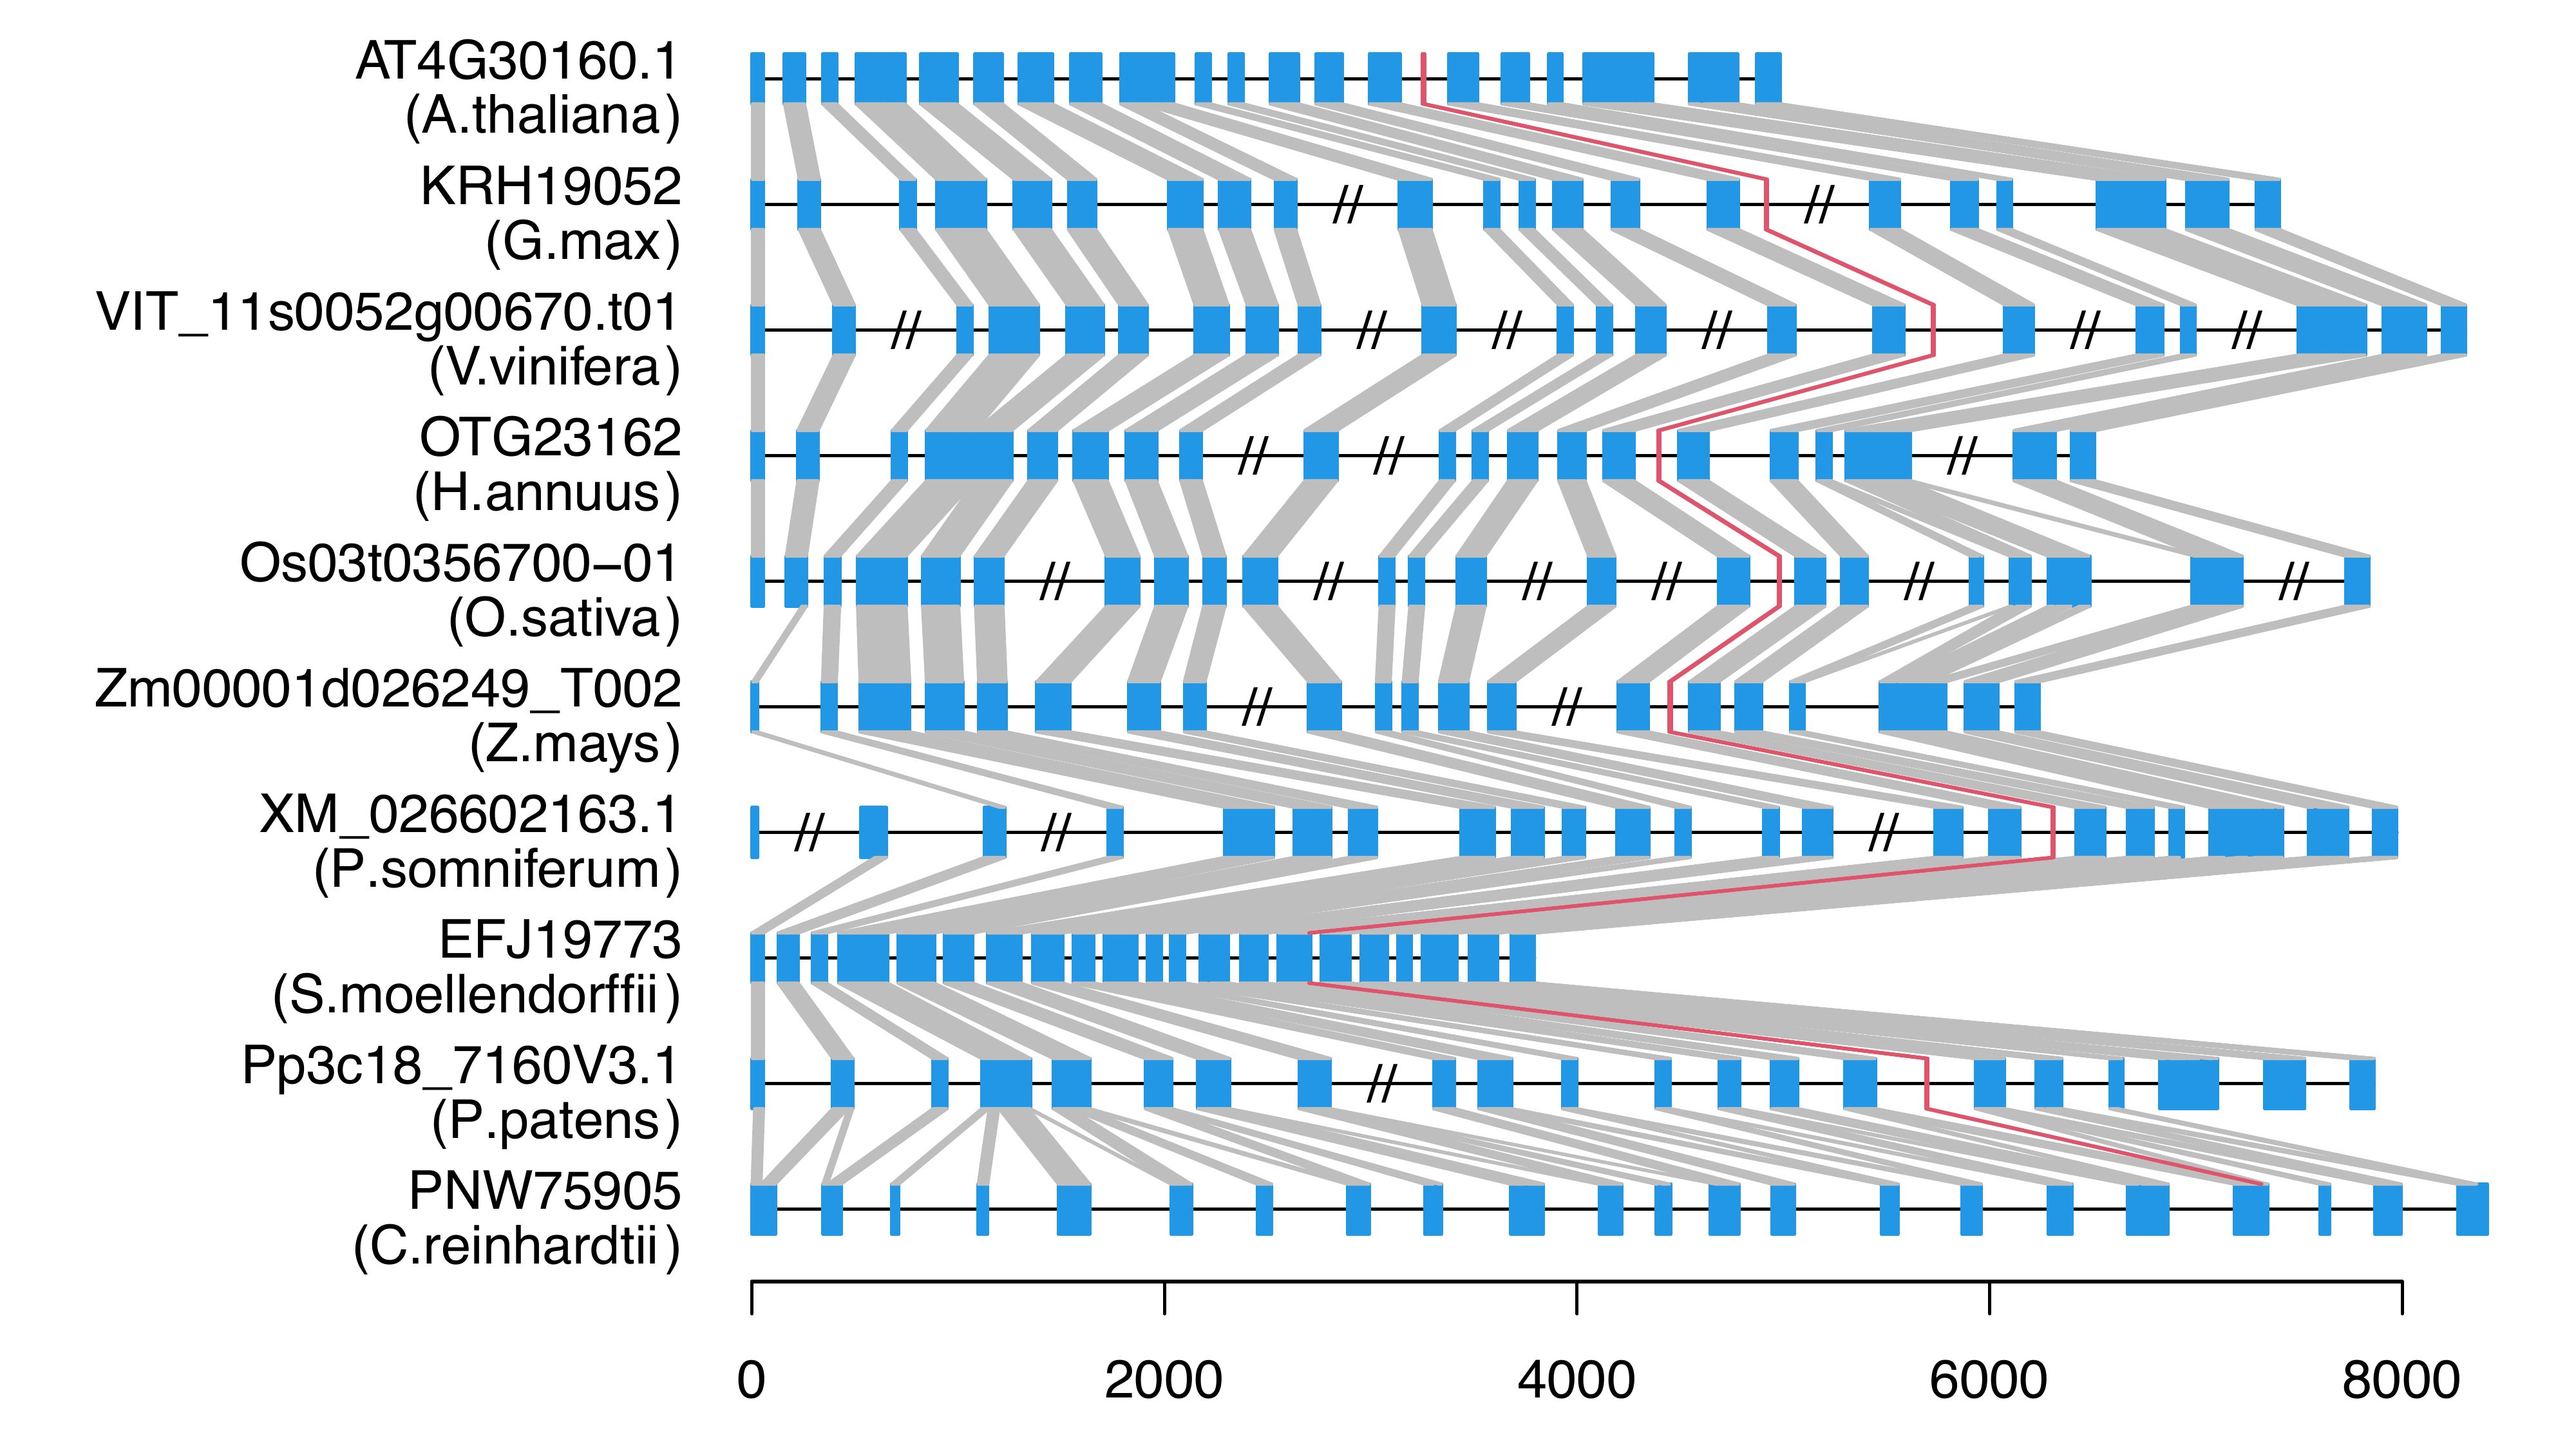 AT4G30160.1
(A.thaliana)
KRH19052
(G.max)
VIT_11s0052g00670.t01
(V.vinifera)
OTG23162
(H.annuus)
Os03t0356700−01
(O.sativa)
Zm00001d026249_T002
(Z.mays)
XM_026602163.1
(P.somniferum)
EFJ19773
(S.moellendorffii)
Pp3c18_7160V3.1
(P.patens)
PNW75905
(C.reinhardtii)
0 2000 4000 6000 8000